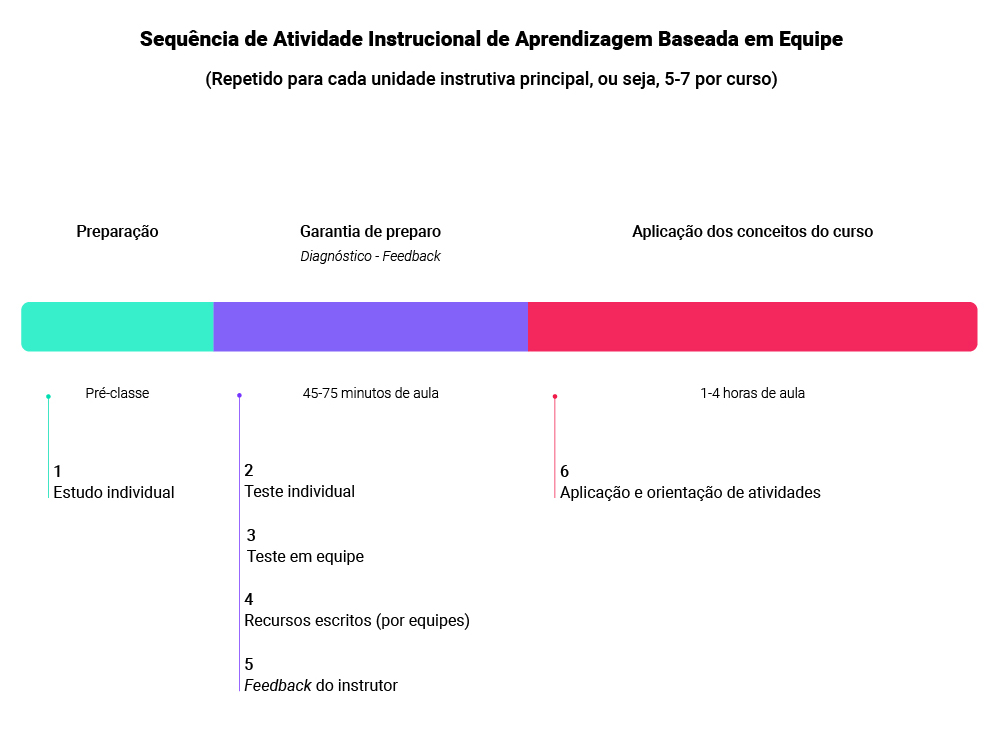 Sequência de Atividade Instrucional de Aprendizagem Baseada em Equipe
(Repetido para cada unidade instrutiva principal, ou seja, 5-7 por curso)
Preparação
Garantia de preparo
Diagnóstico - Feedback
Aplicação dos conceitos do curso
Pré-classe
45-75 minutos de aula
1-4 horas de aula
1
Estudo individual
2
Teste individual
3
Teste em equipe
4
Recursos escritos (por equipes)
5
Feedback do instrutor
6
Aplicação e orientação de atividades